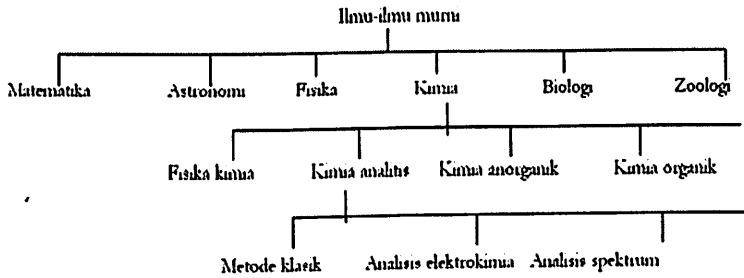 Ilmu-ilmu murni
Matematika Astronomi Fisika Kimia Biologi Zoologi
Fisika kimia Kimia analitis Kimia anorganik Kimia organik
Metode klasik Analisis elektrokimia Analisis spektrum